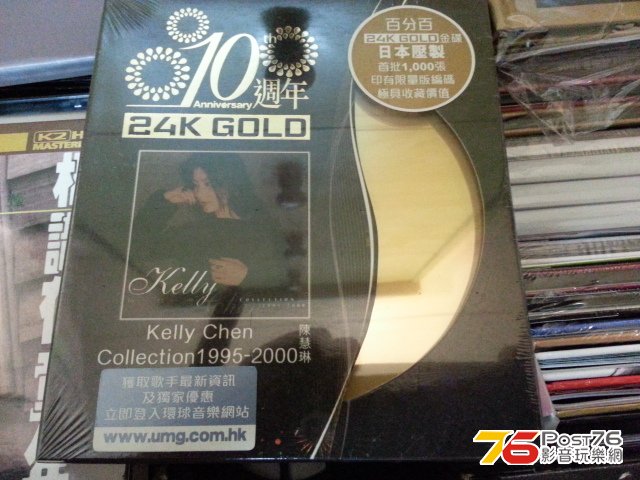 10th
Anniversary 週年
24K GOLD
百分百
24K GOLD金碟
日本壓製
首批1,000張
印有限量版編碼
極具收藏價值
K2 H
MASTER
Kelly
COLLECTION
Kelly Chen
Collection1995-2000
陳慧琳
獲取歌手最新資訊
及獨家優惠
立即登入環球音樂網站
www.umg.com.hk
76 Post76
影音玩樂網